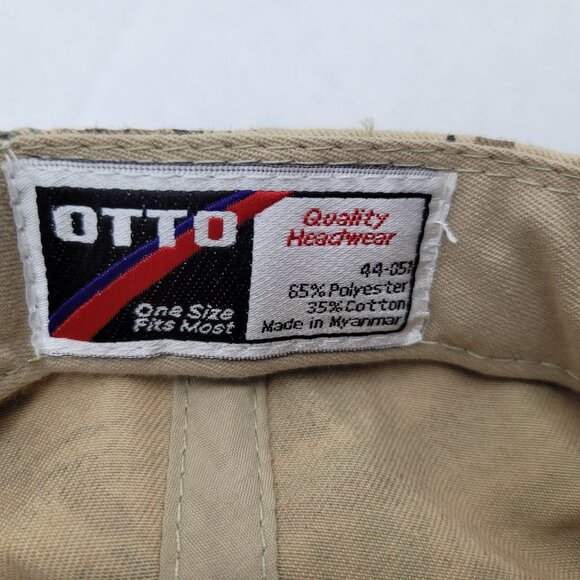 OTTO
One Size
Fits Most
Quality
Headwear
44-051
65% Polyester
35% Cotton
Made in Myanmar